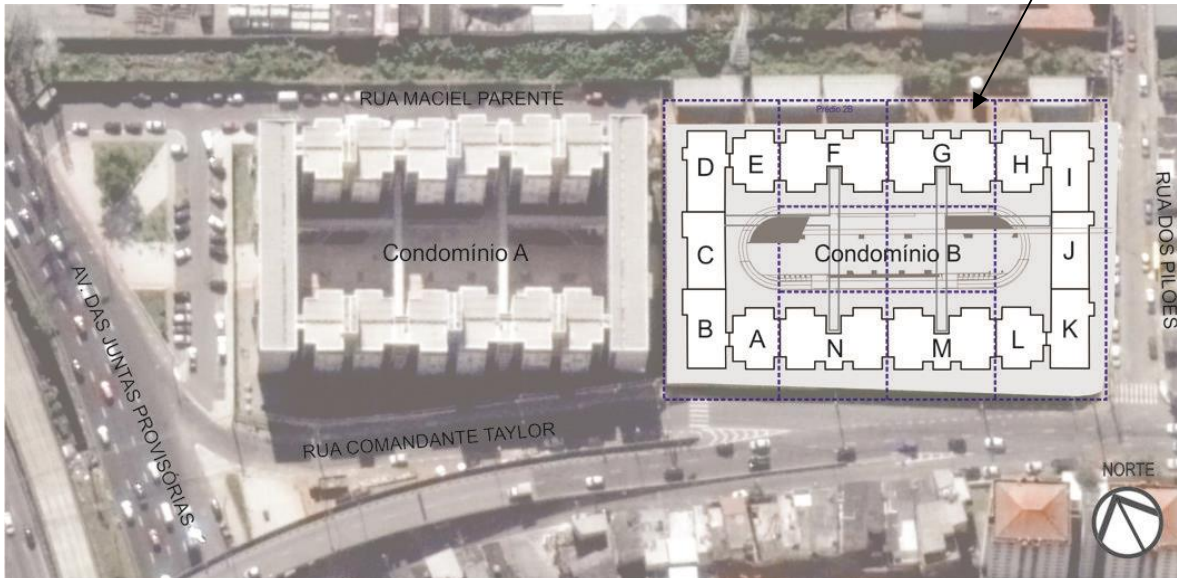 RUA MACIEL PARENTE
Prédio 2B
D
E
F
G
H
I
RUA DOS PILÕES
Condomínio A
C
Condomínio B
J
AV. DAS JUNTAS PROVISÓRIAS
B
A
N
M
L
K
RUA COMANDANTE TAYLOR
NORTE